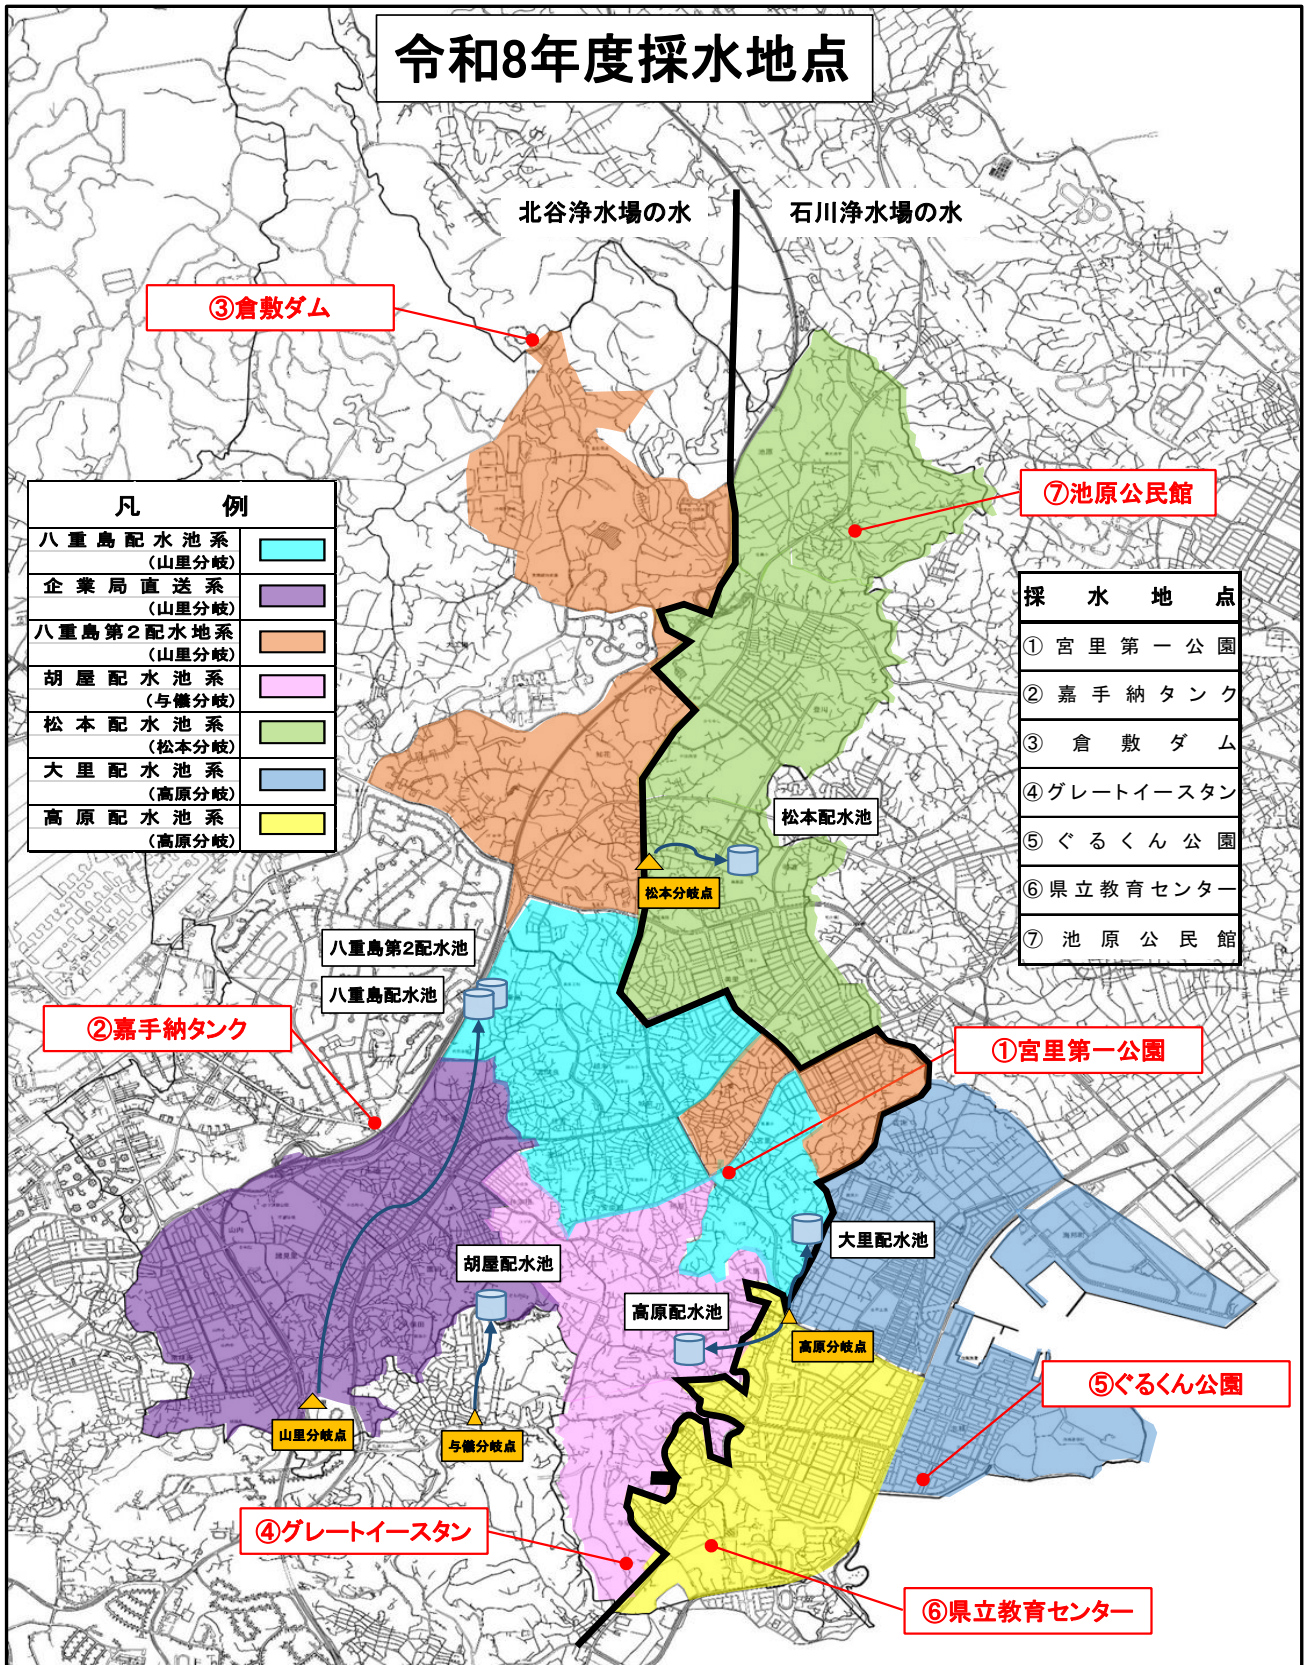 令和8年度採水地点
北谷浄水場の水
石川浄水場の水
③倉敷ダム
⑦池原公民館
凡　例
八重島配水池系
(山里分岐)
企業局直送系
(山里分岐)
八重島第2配水地系
(山里分岐)
胡屋配水池系
(与儀分岐)
松本配水池系
(松本分岐)
大里配水池系
(高原分岐)
高原配水池系
(高原分岐)
採水地点
①宮里第一公園
②嘉手納タンク
③倉敷ダム
④グレートイースタン
⑤ぐるくん公園
⑥県立教育センター
⑦池原公民館
松本配水池
松本分岐点
八重島第2配水池
八重島配水池
②嘉手納タンク
①宮里第一公園
大里配水池
胡屋配水池
高原配水池
高原分岐点
⑤ぐるくん公園
山里分岐点
与儀分岐点
④グレートイースタン
⑥県立教育センター